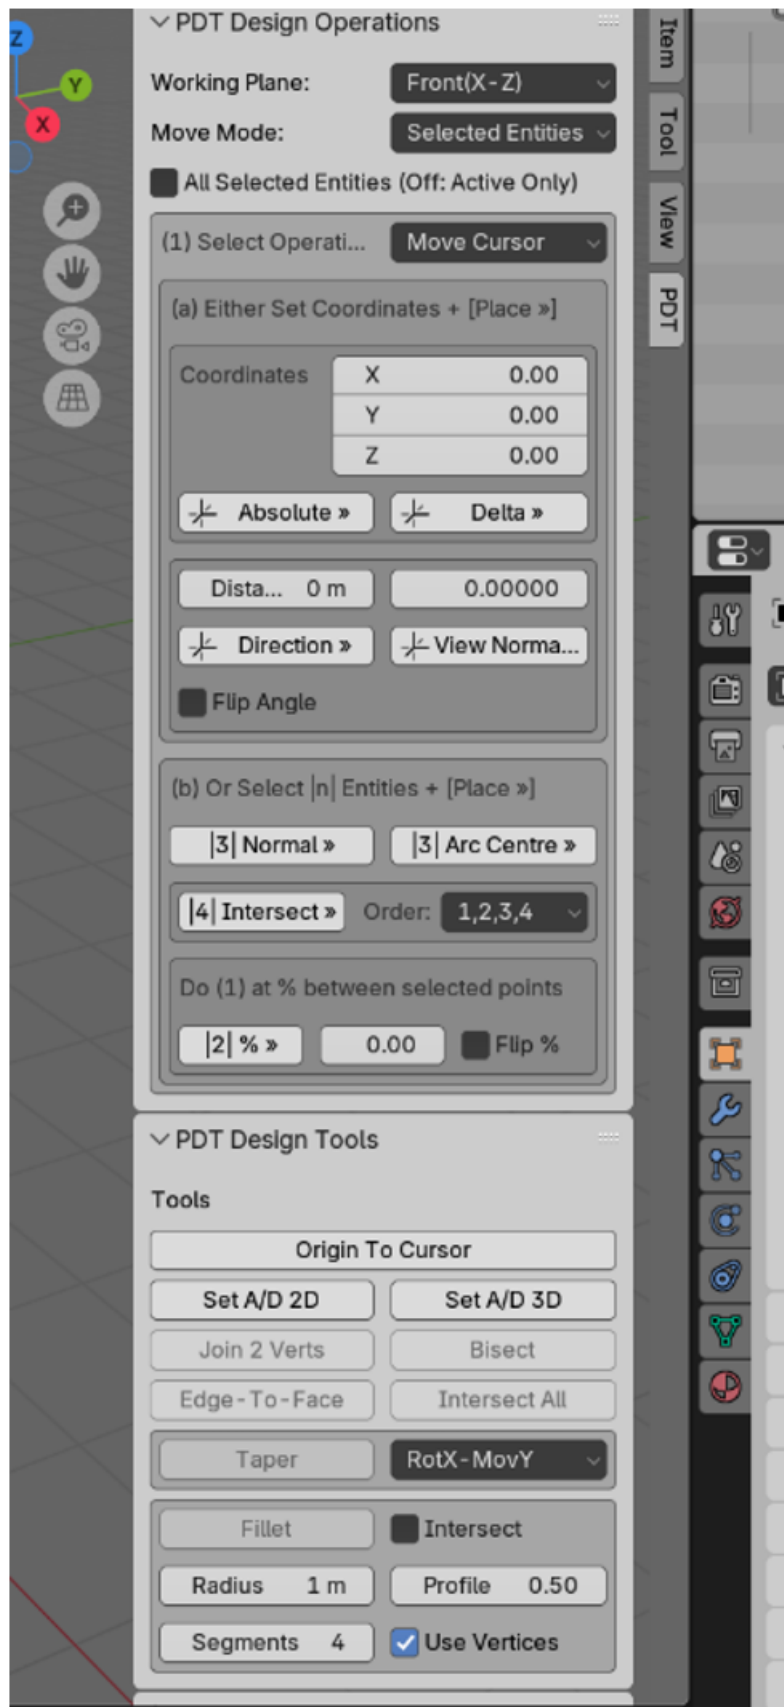 PDT Design Operations
Z
Y
X
Working Plane: Front(X-Z)
Move Mode: Selected Entities
All Selected Entities (Off: Active Only)
(1) Select Operati... Move Cursor
(a) Either Set Coordinates + [Place »]
Coordinates X 0.00
Y 0.00
Z 0.00
Absolute » Delta »
Dista... 0 m 0.00000
Direction » View Norma...
Flip Angle
(b) Or Select |n| Entities + [Place »]
|3| Normal » |3| Arc Centre »
|4| Intersect » Order: 1,2,3,4
Do (1) at % between selected points
|2| % » 0.00 Flip %
PDT Design Tools
Tools
Origin To Cursor
Set A/D 2D Set A/D 3D
Join 2 Verts Bisect
Edge-To-Face Intersect All
Taper RotX-MovY
Fillet Intersect
Radius 1 m Profile 0.50
Segments 4 Use Vertices
Item
Tool
View
PDT